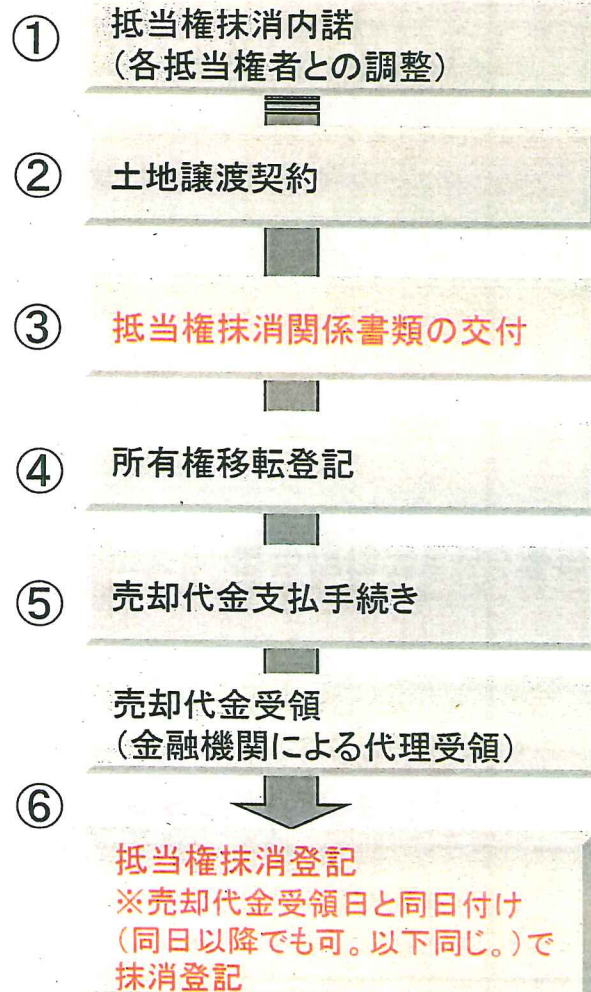 ① 抵当権抹消内諾
(各抵当権者との調整)
② 土地譲渡契約
③ 抵当権抹消関係書類の交付
④ 所有権移転登記
⑤ 売却代金支払手続き
売却代金受領
(金融機関による代理受領)
⑥
抵当権抹消登記
※売却代金受領日と同日付け
(同日以降でも可。以下同じ。)で
抹消登記